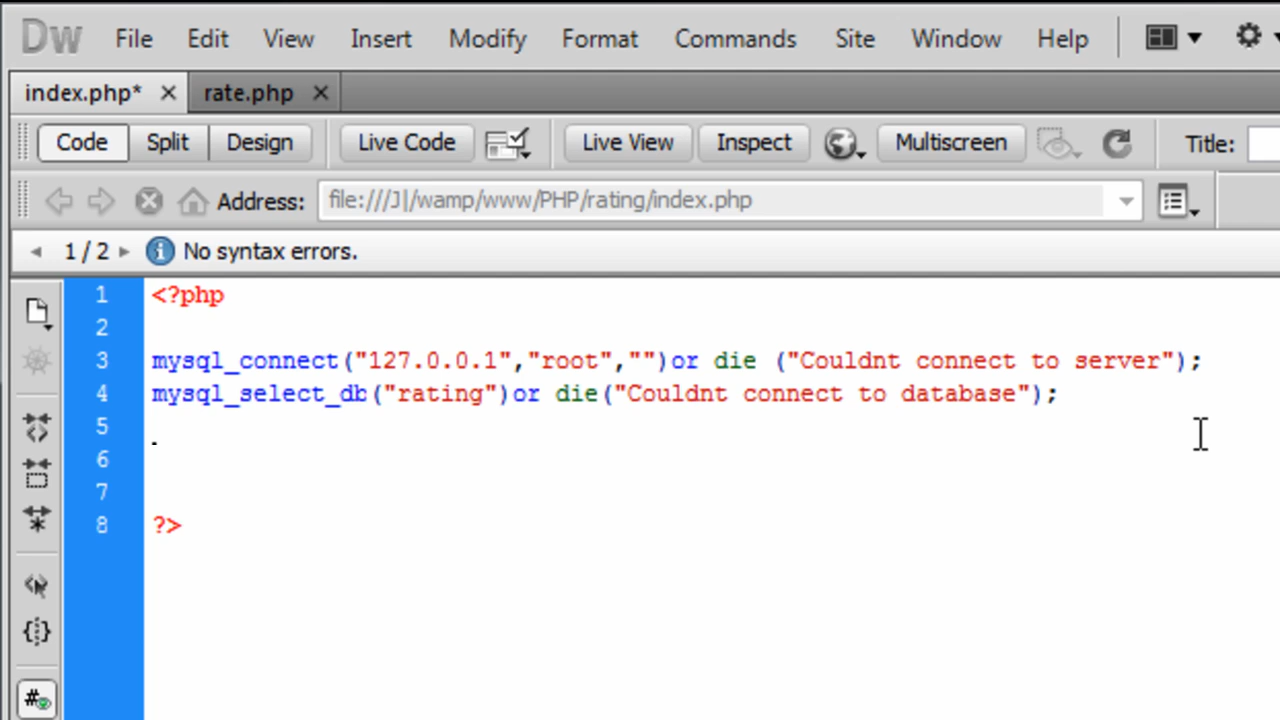 Dw File Edit View Insert Modify Format Commands Site Window Help
index.php* rate.php
Code Split Design Live Code Live View Inspect Multiscreen Title:
Address: file:///J|/wamp/www/PHP/rating/index.php
1 / 2 No syntax errors.
1 <?php
2
3 mysql_connect("127.0.0.1","root","")or die ("Couldnt connect to server");
4 mysql_select_db("rating")or die("Couldnt connect to database");
5
6
7
8 ?>